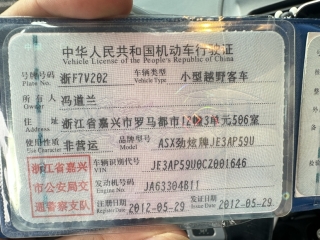 中华人民共和国机动车行驶证
Vehicle License of the People's Republic of China
号牌号码 浙F7V202 车辆类型 小型越野客车
Plate No. Vehicle Type
所有人 冯道兰
Owner
住址 浙江省嘉兴市罗马都市12幢3单元506室
Address
使用性质 非营运 品牌型号 ASX劲炫牌JE3AP59U
Use Character Model
浙江省嘉兴市公安局交通警察支队
车辆识别代号 JE3AP59U0CZ001646
VIN
发动机号码 JA63304B11
Engine No.
注册日期 2012-05-29 发证日期 2012-05-29
Register Date Issue Date